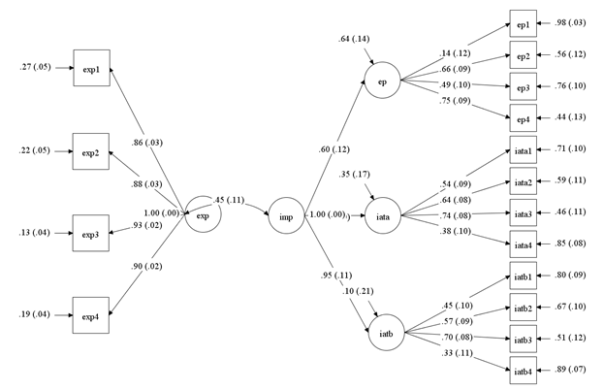 .64 (.14)
ep1
.98 (.03)
.27 (.05)
exp1
ep
.14 (.12)
.66 (.09)
.49 (.10)
.75 (.09)
ep2
.56 (.12)
ep3
.76 (.10)
ep4
.44 (.13)
.86 (.03)
.60 (.12)
.22 (.05)
exp2
.88 (.03)
.35 (.17)
.54 (.09)
.64 (.08)
.74 (.08)
.38 (.10)
iata1
.71 (.10)
iata2
.59 (.11)
1.00 (.00)
exp
.45 (.11)
imp
1.00 (.00)
iata
iata3
.46 (.11)
.13 (.04)
exp3
.93 (.02)
iata4
.85 (.08)
.90 (.02)
.95 (.11)
.10 (.21)
iatb1
.80 (.09)
.19 (.04)
exp4
iatb
.45 (.10)
.57 (.09)
.70 (.08)
.33 (.11)
iatb2
.67 (.10)
iatb3
.51 (.12)
iatb4
.89 (.07)